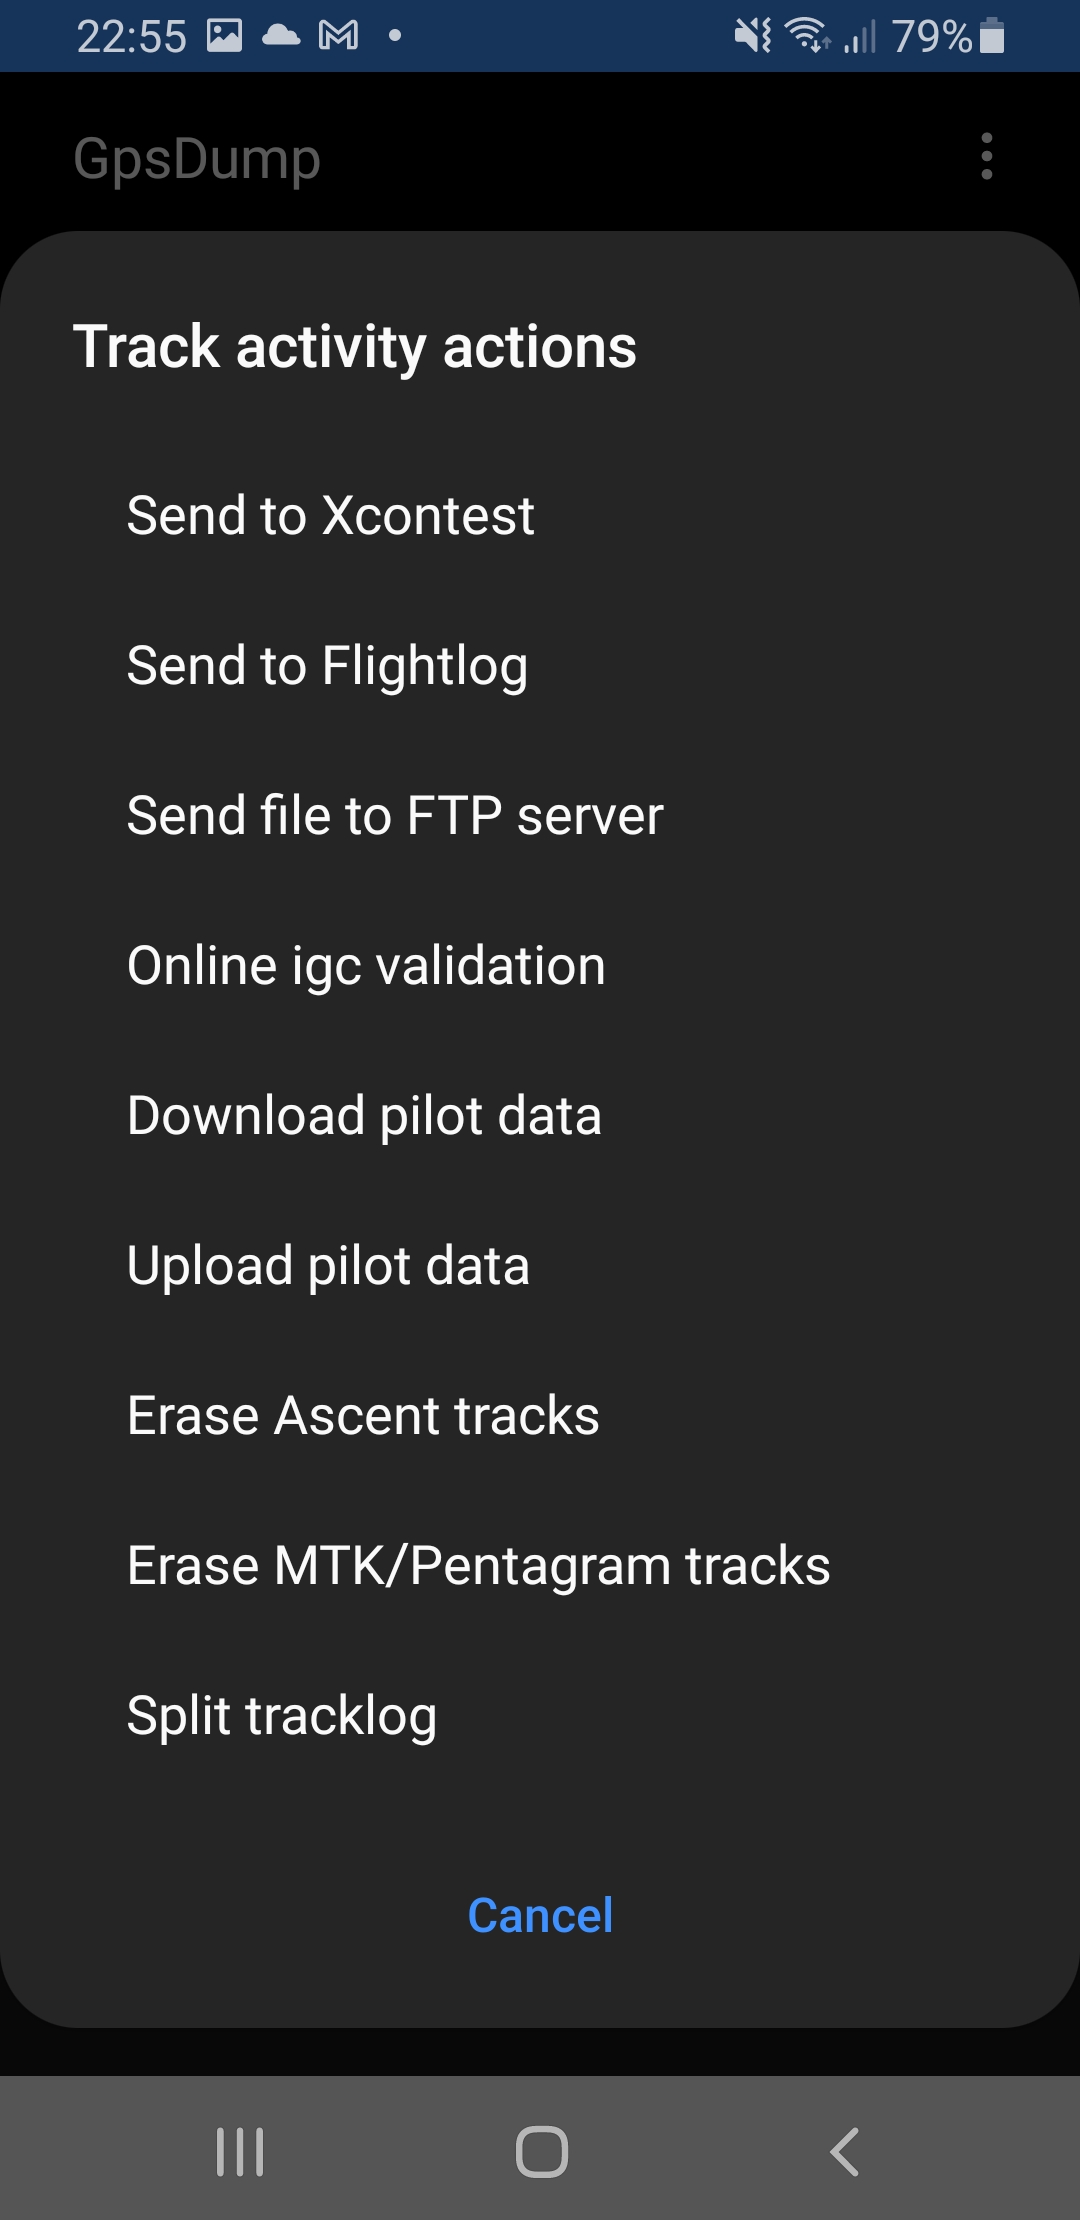 22:55 79%
GpsDump
Track activity actions
Send to Xcontest
Send to Flightlog
Send file to FTP server
Online igc validation
Download pilot data
Upload pilot data
Erase Ascent tracks
Erase MTK/Pentagram tracks
Split tracklog
Cancel